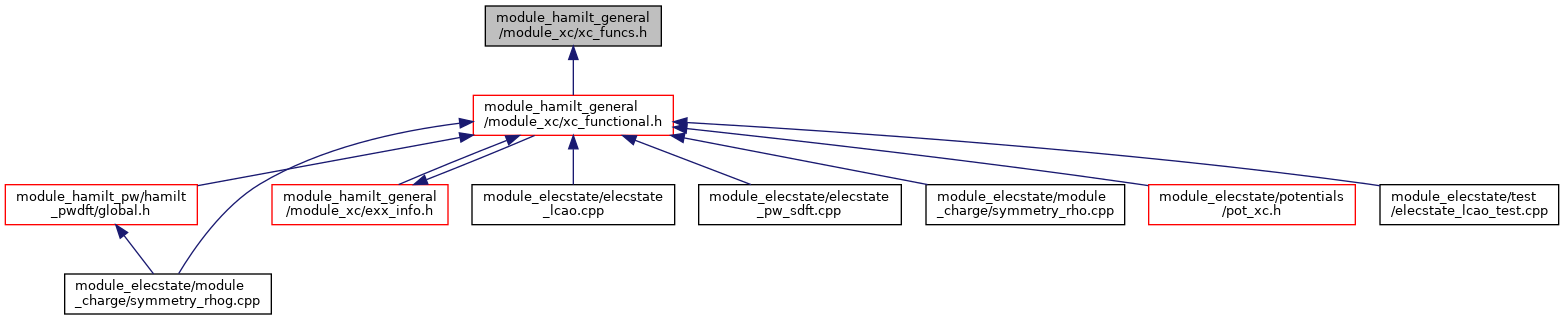 module_hamilt_general
/module_xc/xc_funcs.h
module_hamilt_general
/module_xc/xc_functional.h
module_hamilt_pw/hamilt
_pwdft/global.h
module_hamilt_general
/module_xc/exx_info.h
module_elecstate/elecstate
_lcao.cpp
module_elecstate/elecstate
_pw_sdft.cpp
module_elecstate/module
_charge/symmetry_rho.cpp
module_elecstate/potentials
/pot_xc.h
module_elecstate/test
/elecstate_lcao_test.cpp
module_elecstate/module
_charge/symmetry_rhog.cpp